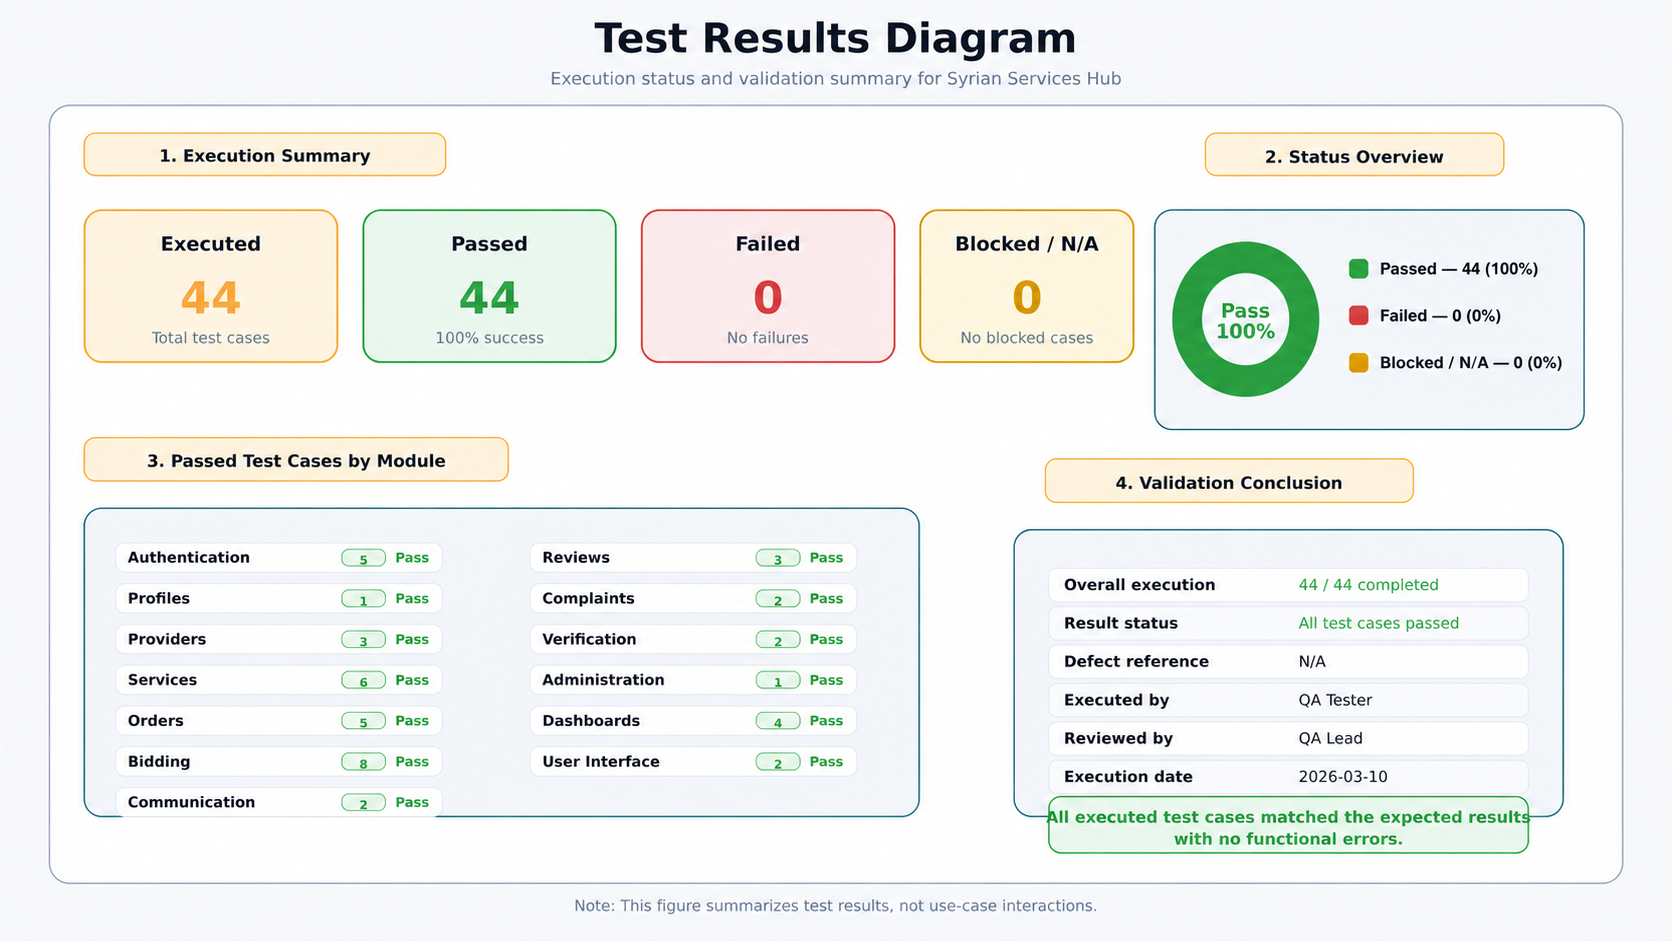 Test Results Diagram
Execution status and validation summary for Syrian Services Hub
1. Execution Summary
2. Status Overview
Executed
44
Total test cases
Passed
44
100% success
Failed
0
No failures
Blocked / N/A
0
No blocked cases
Pass
100%
Passed — 44 (100%)
Failed — 0 (0%)
Blocked / N/A — 0 (0%)
3. Passed Test Cases by Module
Authentication 5 Pass
Profiles 1 Pass
Providers 3 Pass
Services 6 Pass
Orders 5 Pass
Bidding 8 Pass
Communication 2 Pass
Reviews 3 Pass
Complaints 2 Pass
Verification 2 Pass
Administration 1 Pass
Dashboards 4 Pass
User Interface 2 Pass
4. Validation Conclusion
Overall execution 44 / 44 completed
Result status All test cases passed
Defect reference N/A
Executed by QA Tester
Reviewed by QA Lead
Execution date 2026-03-10
All executed test cases matched the expected results
with no functional errors.
Note: This figure summarizes test results, not use-case interactions.